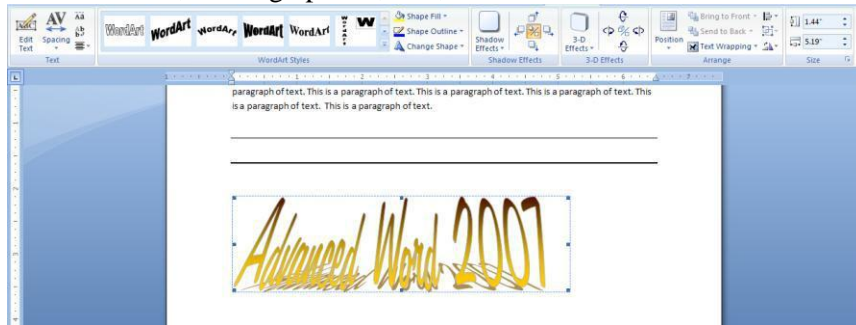 Edit Text
Spacing
WordArt WordArt WordArt WordArt WordArt W
Shape Fill
Shape Outline
Change Shape
Shadow Effects
3-D Effects
Position
Bring to Front
Send to Back
Text Wrapping
1.44"
5.19"
Text WordArt Styles Shadow Effects 3-D Effects Arrange Size
paragraph of text. This is a paragraph of text. This is a paragraph of text. This is a paragraph of text. This
is a paragraph of text. This is a paragraph of text.
Advanced Word 2007